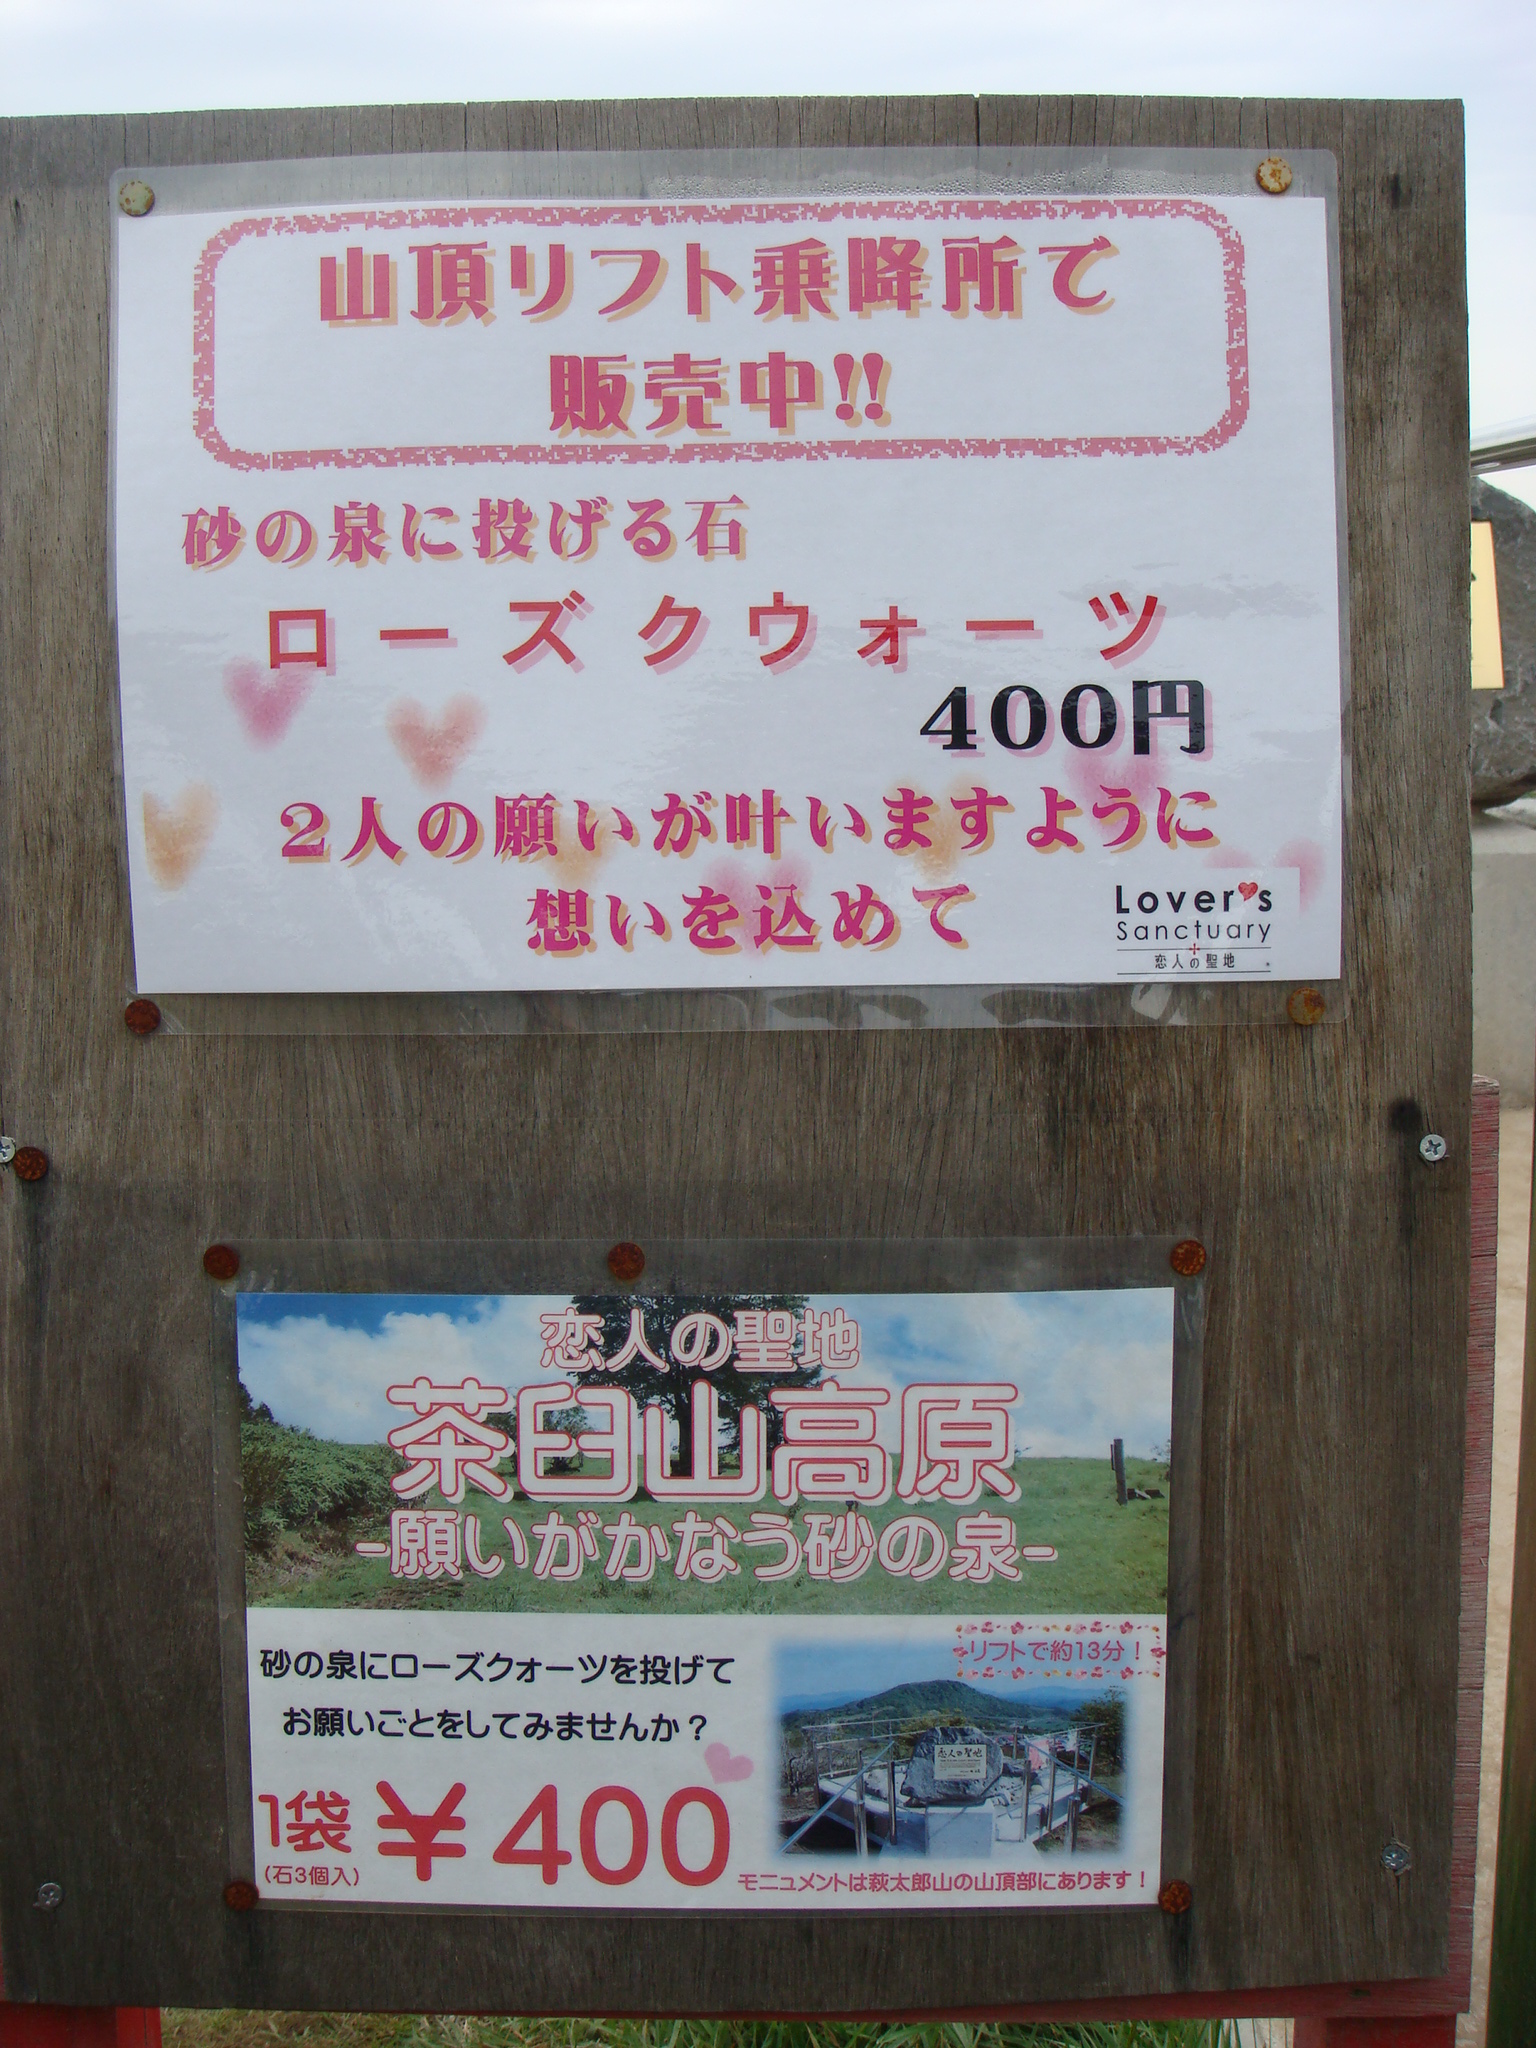 山頂リフト乗降所で
販売中!!
砂の泉に投げる石
ローズクウォーツ
400円
2人の願いが叶いますように
想いを込めて
Lover's
Sanctuary
恋人の聖地
恋人の聖地
茶臼山高原
-願いがかなう砂の泉-
砂の泉にローズクォーツを投げて
お願いごとをしてみませんか？
1袋 ￥400
(石3個入)
リフトで約13分！
恋人の聖地
モニュメントは萩太郎山の山頂部にあります！